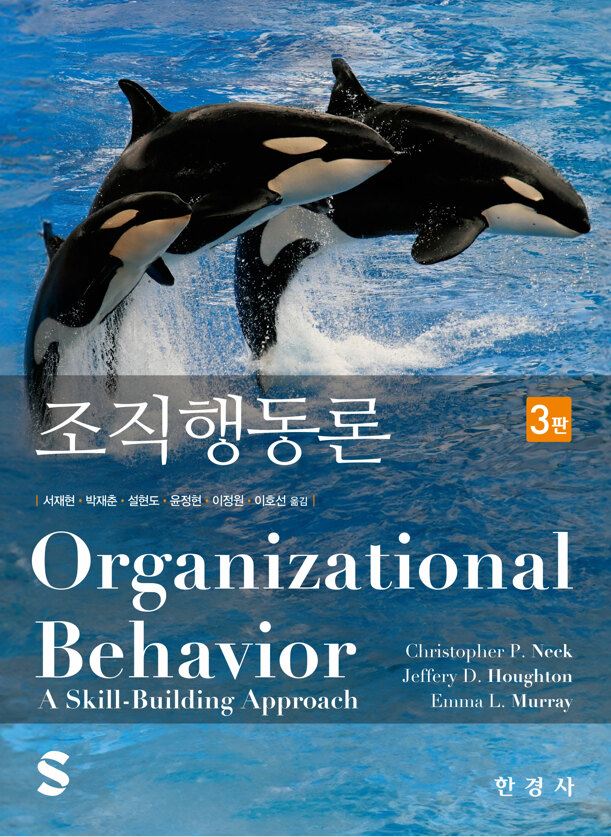 조직행동론
3판
| 서재현 • 박재춘 • 설현도 • 윤정현 • 이정원 • 이호선 옮김 |
Organizational
Behavior
A Skill-Building Approach
Christopher P. Neck
Jeffery D. Houghton
Emma L. Murray
S
한경사